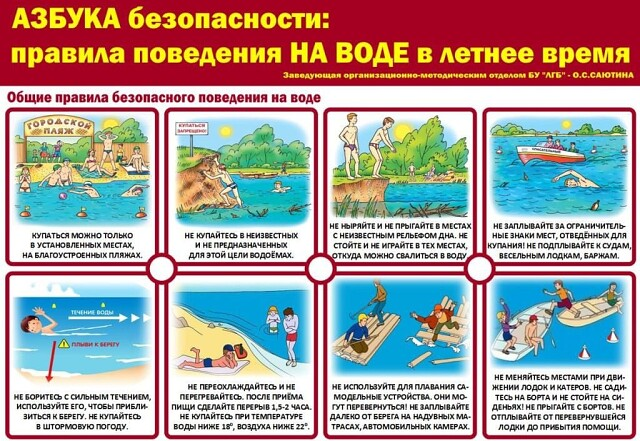 АЗБУКА безопасности:
правила поведения НА ВОДЕ в летнее время
Заведующая организационно-методическим отделом БУ "ЛГБ" - О.С.САЮТИНА
Общие правила безопасного поведения на воде
ГОРОДСКОЙ
ПЛЯЖ
КУПАТЬСЯ МОЖНО ТОЛЬКО
В УСТАНОВЛЕННЫХ МЕСТАХ,
НА БЛАГОУСТРОЕННЫХ ПЛЯЖАХ.
КУПАТЬСЯ
ЗАПРЕЩЕНО!
НЕ КУПАЙТЕСЬ В НЕИЗВЕСТНЫХ
И НЕ ПРЕДНАЗНАЧЕННЫХ
ДЛЯ ЭТОЙ ЦЕЛИ ВОДОЁМАХ.
НЕ НЫРЯЙТЕ И НЕ ПРЫГАЙТЕ В МЕСТАХ
С НЕИЗВЕСТНЫМ РЕЛЬЕФОМ ДНА. НЕ
СТОЙТЕ И НЕ ИГРАЙТЕ В ТЕХ МЕСТАХ,
ОТКУДА МОЖНО СВАЛИТЬСЯ В ВОДУ
НЕ ЗАПЛЫВАЙТЕ ЗА ОГРАНИЧИТЕЛЬ-
НЫЕ ЗНАКИ МЕСТ, ОТВЕДЁННЫХ ДЛЯ
КУПАНИЯ! НЕ ПОДПЛЫВАЙТЕ К СУДАМ,
ВЕСЕЛЬНЫМ ЛОДКАМ, БАРЖАМ.
ТЕЧЕНИЕ ВОДЫ
ПЛЫВИ К БЕРЕГУ
НЕ БОРИТЕСЬ С СИЛЬНЫМ ТЕЧЕНИЕМ,
ИСПОЛЬЗУЙТЕ ЕГО, ЧТОБЫ ПРИБЛИ-
ЗИТЬСЯ К БЕРЕГУ. НЕ КУПАЙТЕСЬ
В ШТОРМОВУЮ ПОГОДУ.
НЕ ПЕРЕОХЛАЖДАЙТЕСЬ И НЕ
ПЕРЕГРЕВАЙТЕСЬ. ПОСЛЕ ПРИЁМА
ПИЩИ СДЕЛАЙТЕ ПЕРЕРЫВ 1,5-2 ЧАСА.
НЕ КУПАЙТЕСЬ ПРИ ТЕМПЕРАТУРЕ
ВОДЫ НИЖЕ 18⁰, ВОЗДУХА НИЖЕ 22⁰.
НЕ ИСПОЛЬЗУЙТЕ ДЛЯ ПЛАВАНИЯ СА-
МОДЕЛЬНЫЕ УСТРОЙСТВА. ОНИ МО-
ГУТ ПЕРЕВЕРНУТЬСЯ! НЕ ЗАПЛЫВАЙТЕ
ДАЛЕКО ОТ БЕРЕГА НА НАДУВНЫХ МАТ-
РАСАХ, АВТОМОБИЛЬНЫХ КАМЕРАХ.
НЕ МЕНЯЙТЕСЬ МЕСТАМИ ПРИ ДВИ-
ЖЕНИИ ЛОДОК И КАТЕРОВ. НЕ САДИ-
ТЕСЬ НА БОРТА И НЕ СТОЙТЕ НА СИ-
ДЕНЬЯХ! НЕ ПРЫГАЙТЕ С БОРТОВ. НЕ
ОТПЛЫВАЙТЕ ОТ ПЕРЕВЕРНУВШЕЙСЯ
ЛОДКИ ДО ПРИБЫТИЯ ПОМОЩИ.